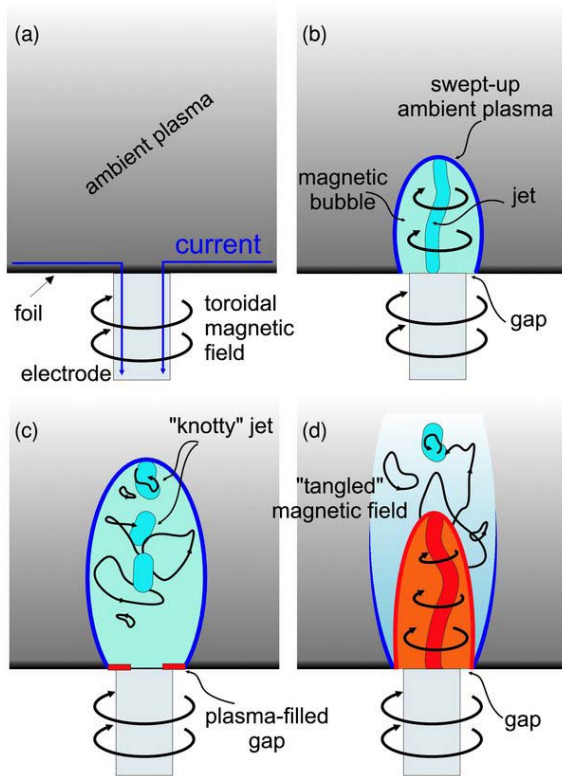 (a)
ambient plasma
current
foil
toroidal
magnetic
field
electrode
(b)
swept-up
ambient plasma
magnetic
bubble
jet
gap
(c)
"knotty" jet
plasma-filled
gap
(d)
"tangled"
magnetic field
gap